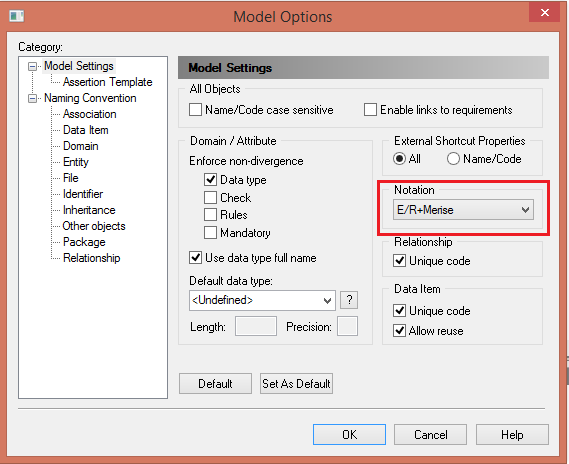 Model Options
Category:
Model Settings
Assertion Template
Naming Convention
Association
Data Item
Domain
Entity
File
Identifier
Inheritance
Other objects
Package
Relationship
Model Settings
All Objects
Name/Code case sensitive
Enable links to requirements
Domain / Attribute
Enforce non-divergence
Data type
Check
Rules
Mandatory
Use data type full name
Default data type:
<Undefined>
?
Length:
Precision:
External Shortcut Properties
All
Name/Code
Notation
E/R+Merise
Relationship
Unique code
Data Item
Unique code
Allow reuse
Default
Set As Default
OK
Cancel
Help